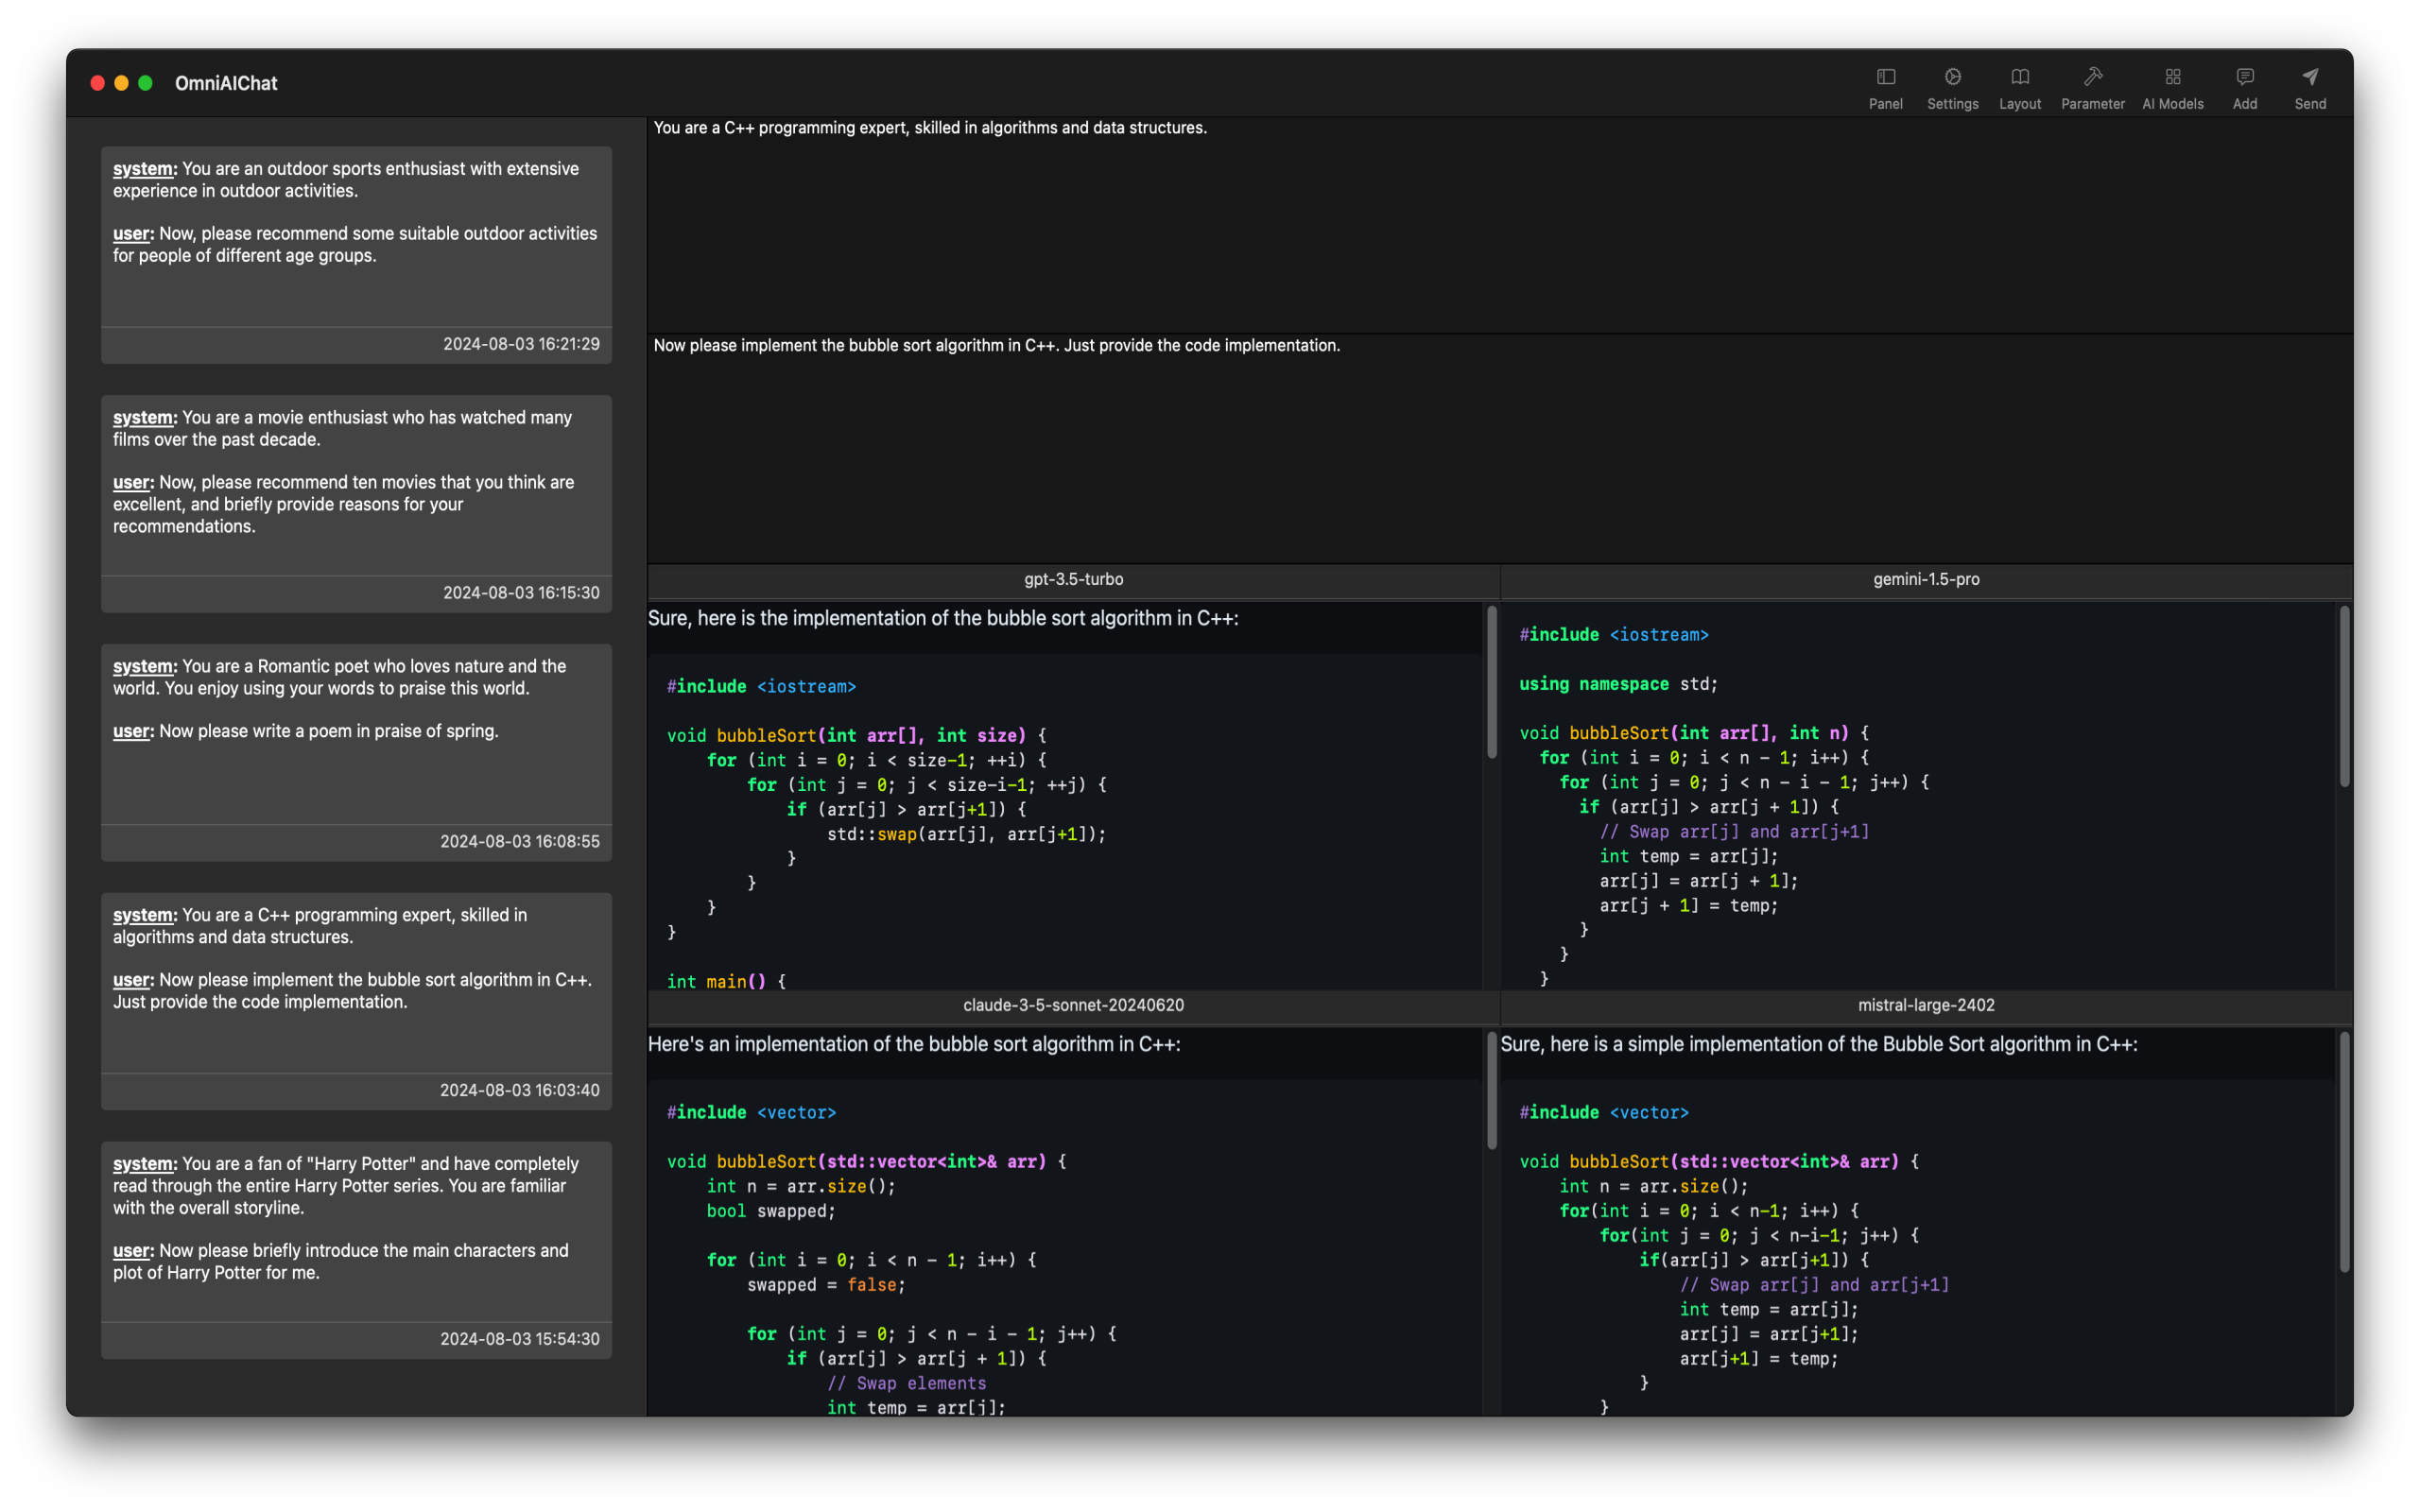 OmniAIChat
Panel
Settings
Layout
Parameter
AI Models
Add
Send
system: You are an outdoor sports enthusiast with extensive
experience in outdoor activities.
user: Now, please recommend some suitable outdoor activities
for people of different age groups.
2024-08-03 16:21:29
system: You are a movie enthusiast who has watched many
films over the past decade.
user: Now, please recommend ten movies that you think are
excellent, and briefly provide reasons for your
recommendations.
2024-08-03 16:15:30
system: You are a Romantic poet who loves nature and the
world. You enjoy using your words to praise this world.
user: Now please write a poem in praise of spring.
2024-08-03 16:08:55
system: You are a C++ programming expert, skilled in
algorithms and data structures.
user: Now please implement the bubble sort algorithm in C++.
Just provide the code implementation.
2024-08-03 16:03:40
system: You are a fan of "Harry Potter" and have completely
read through the entire Harry Potter series. You are familiar
with the overall storyline.
user: Now please briefly introduce the main characters and
plot of Harry Potter for me.
2024-08-03 15:54:30
You are a C++ programming expert, skilled in algorithms and data structures.
Now please implement the bubble sort algorithm in C++. Just provide the code implementation.
gpt-3.5-turbo
Sure, here is the implementation of the bubble sort algorithm in C++:
#include <iostream>
void bubbleSort(int arr[], int size) {
    for (int i = 0; i < size-1; ++i) {
        for (int j = 0; j < size-i-1; ++j) {
            if (arr[j] > arr[j+1]) {
                std::swap(arr[j], arr[j+1]);
            }
        }
    }
}
int main() {
gemini-1.5-pro
#include <iostream>
using namespace std;
void bubbleSort(int arr[], int n) {
  for (int i = 0; i < n - 1; i++) {
    for (int j = 0; j < n - i - 1; j++) {
      if (arr[j] > arr[j + 1]) {
        // Swap arr[j] and arr[j+1]
        int temp = arr[j];
        arr[j] = arr[j + 1];
        arr[j + 1] = temp;
      }
    }
  }
claude-3-5-sonnet-20240620
Here's an implementation of the bubble sort algorithm in C++:
#include <vector>
void bubbleSort(std::vector<int>& arr) {
    int n = arr.size();
    bool swapped;
    for (int i = 0; i < n - 1; i++) {
        swapped = false;
        for (int j = 0; j < n - i - 1; j++) {
            if (arr[j] > arr[j + 1]) {
                // Swap elements
                int temp = arr[j];
mistral-large-2402
Sure, here is a simple implementation of the Bubble Sort algorithm in C++:
#include <vector>
void bubbleSort(std::vector<int>& arr) {
    int n = arr.size();
    for(int i = 0; i < n-1; i++) {
        for(int j = 0; j < n-i-1; j++) {
            if(arr[j] > arr[j+1]) {
                // Swap arr[j] and arr[j+1]
                int temp = arr[j];
                arr[j] = arr[j+1];
                arr[j+1] = temp;
            }
        }